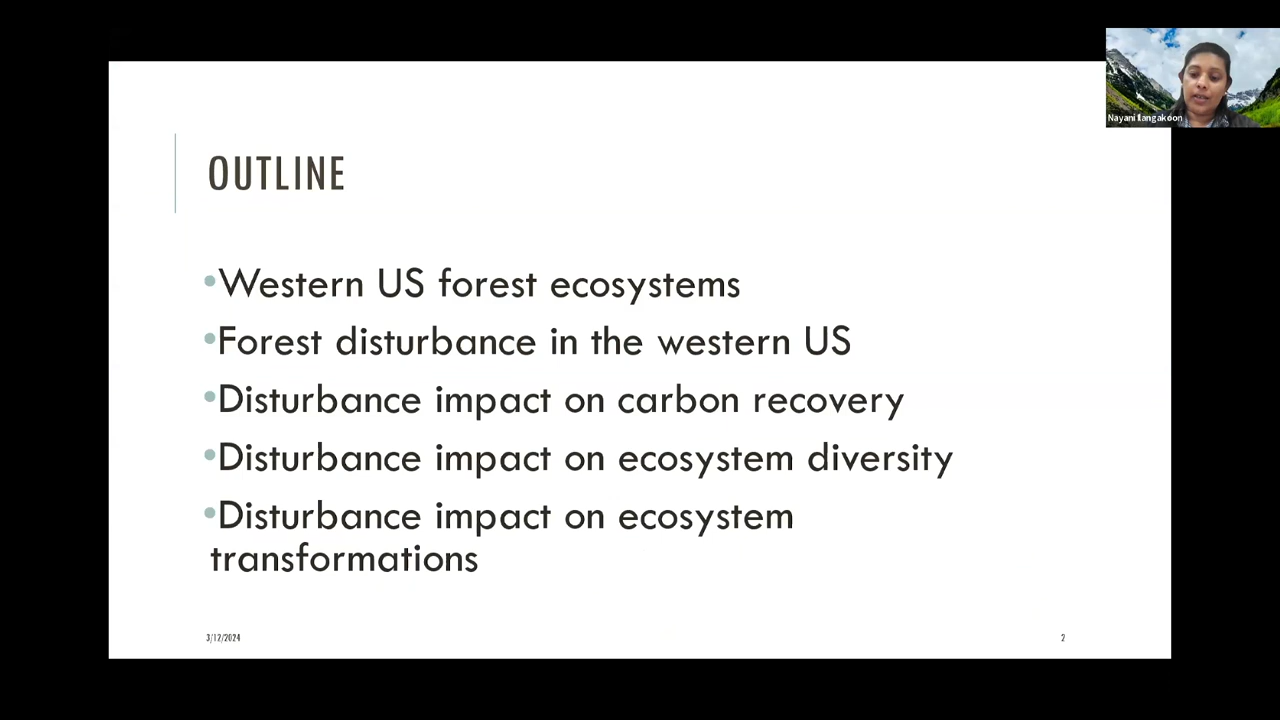 OUTLINE
•Western US forest ecosystems
•Forest disturbance in the western US
•Disturbance impact on carbon recovery
•Disturbance impact on ecosystem diversity
•Disturbance impact on ecosystem
transformations
3/12/2024
2
Nayani Ilangakoon